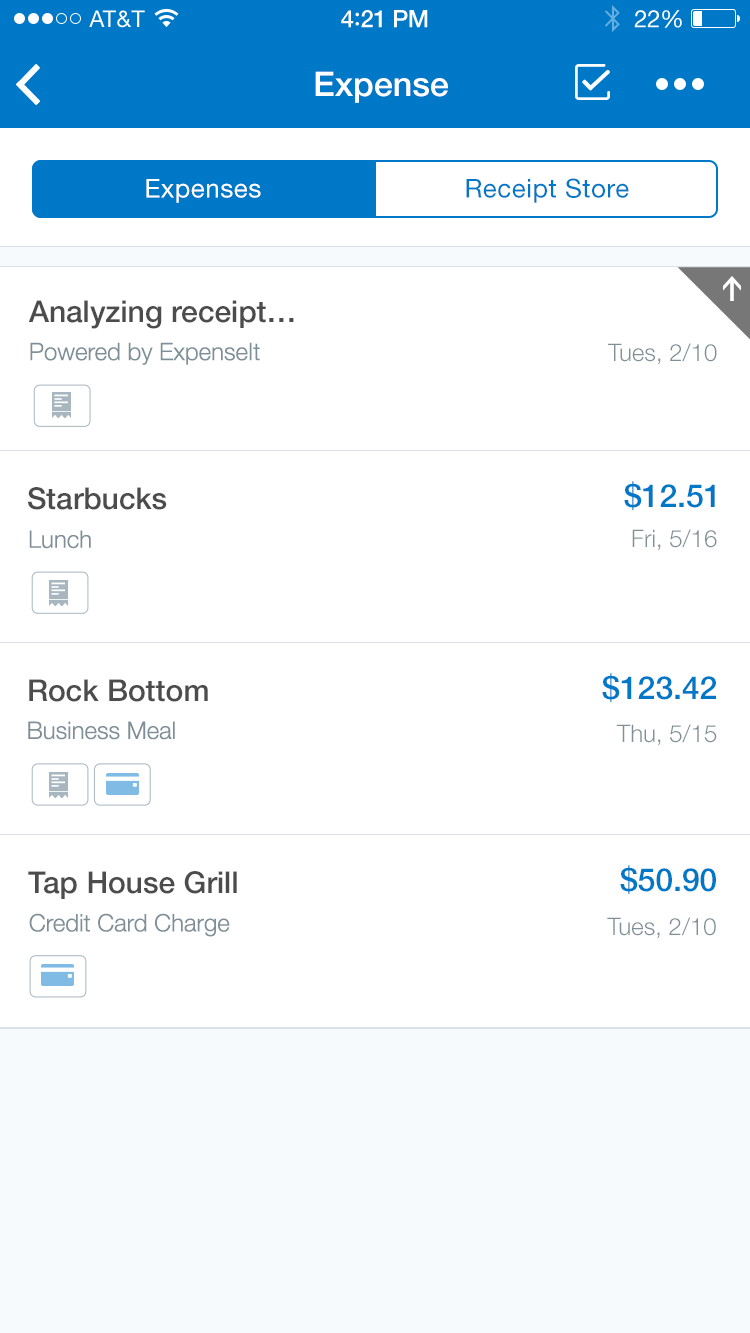 AT&T 4:21 PM 22%
Expense
Expenses Receipt Store
Analyzing receipt...
Powered by ExpenseIt Tues, 2/10
Starbucks $12.51
Lunch Fri, 5/16
Rock Bottom $123.42
Business Meal Thu, 5/15
Tap House Grill $50.90
Credit Card Charge Tues, 2/10